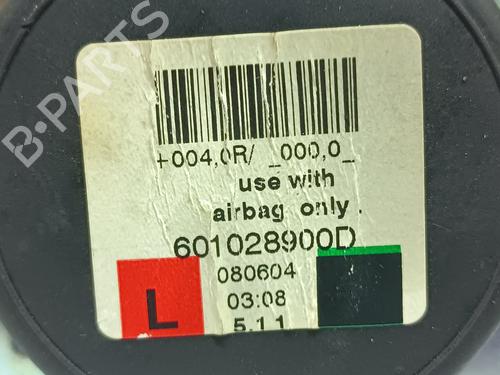 B-PARTS
+004,0R/ _000,0_
use with
airbag only .
601028900D
080604
L
03:08
5.1 1